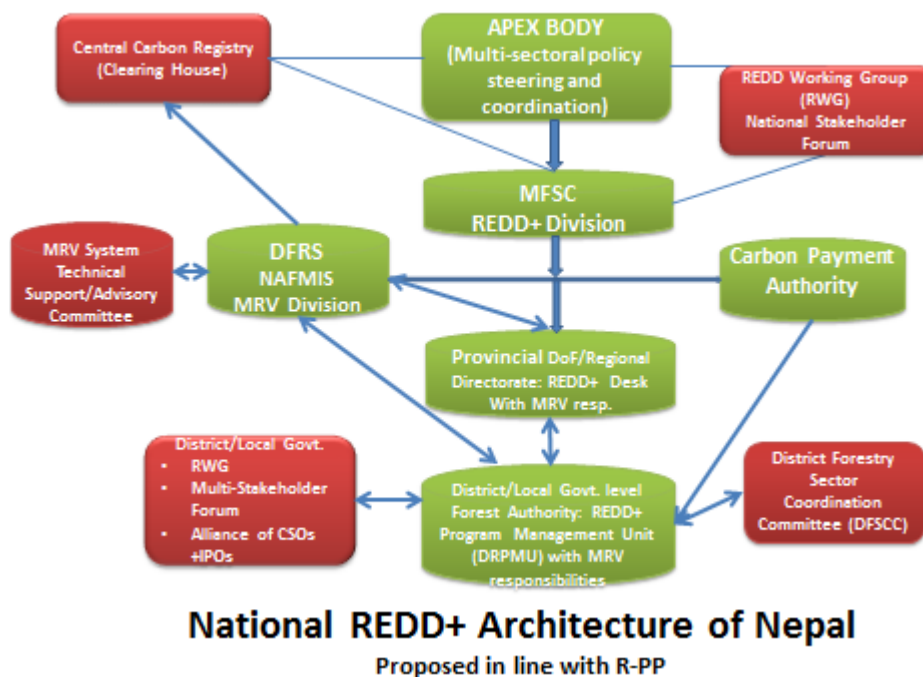 APEX BODY
(Multi-sectoral policy
steering and
coordination)
Central Carbon Registry
(Clearing House)
REDD Working Group
(RWG)
National Stakeholder
Forum
MFSC
REDD+ Division
MRV System
Technical
Support/Advisory
Committee
DFRS
NAFMIS
MRV Division
Carbon Payment
Authority
Provincial DoF/Regional
Directorate: REDD+ Desk
With MRV resp.
District/Local Govt.
• RWG
• Multi-Stakeholder
Forum
• Alliance of CSOs
+IPOs
District/Local Govt. level
Forest Authority: REDD+
Program Management Unit
(DRPMU) with MRV
responsibilities
District Forestry
Sector
Coordination
Committee (DFSCC)
National REDD+ Architecture of Nepal
Proposed in line with R-PP